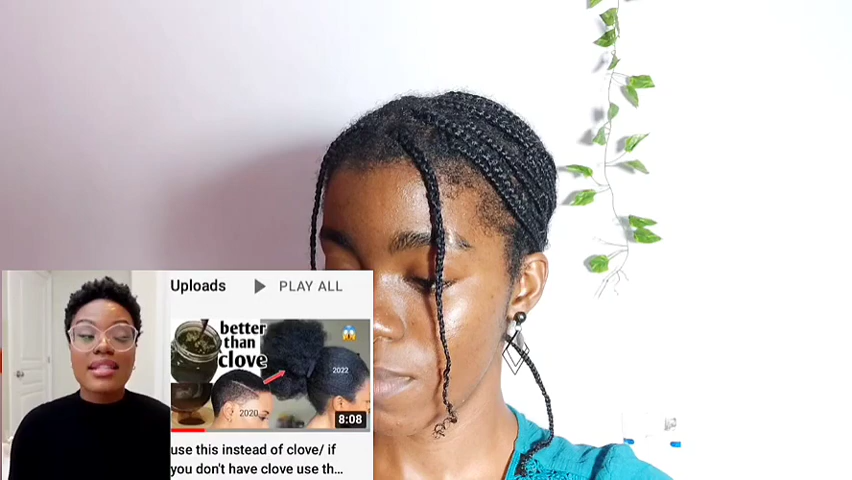 Uploads
PLAY ALL
better
than
clove
2022
2020
8:08
use this instead of clove/ if
you don't have clove use th...